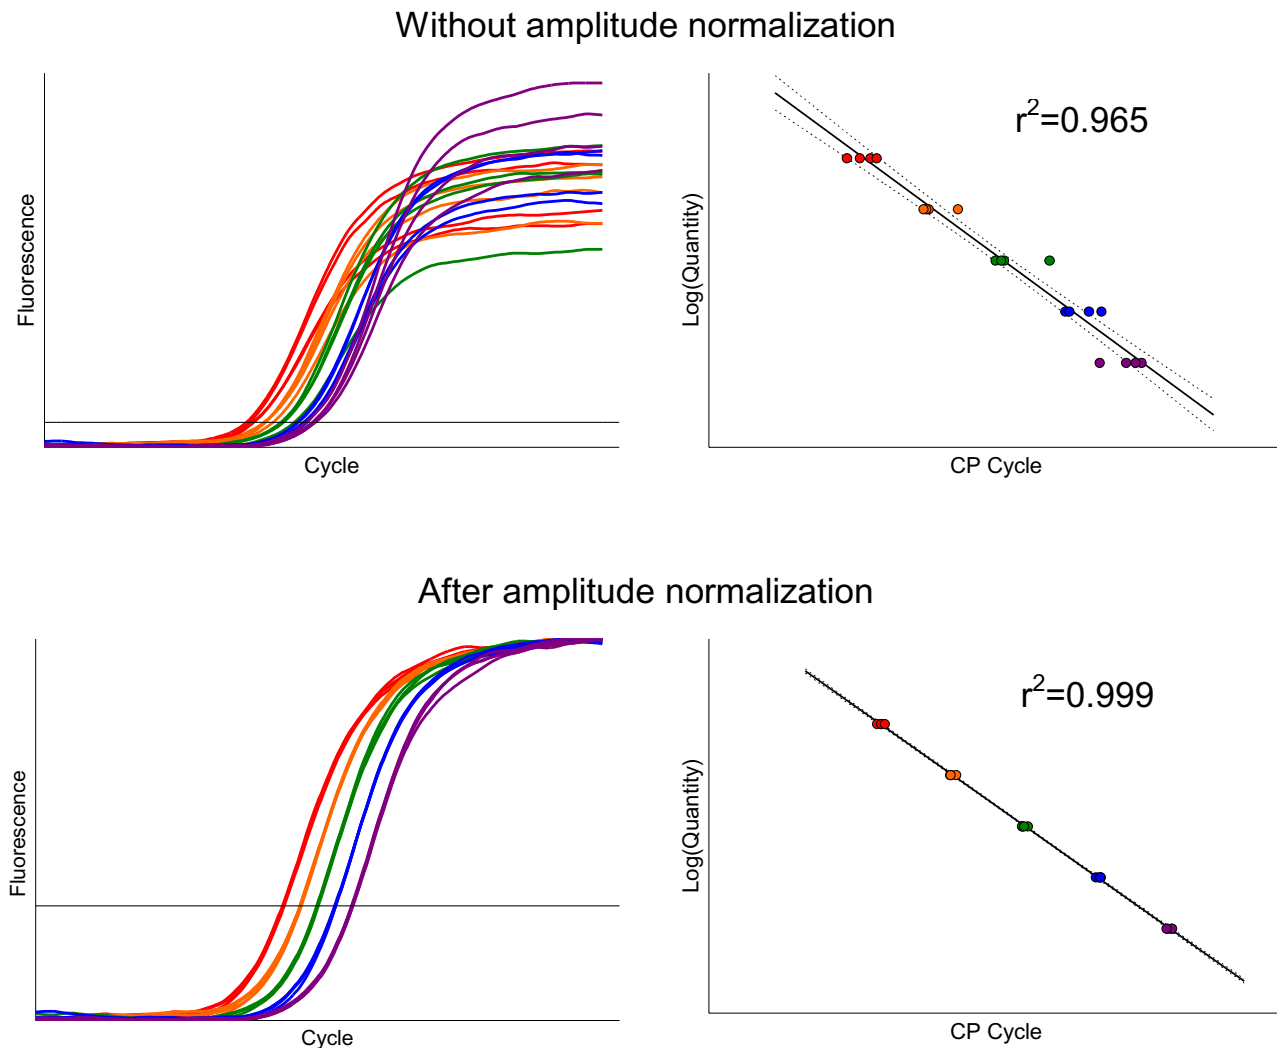 Without amplitude normalization
Fluorescence
Cycle
r²=0.965
Log(Quantity)
CP Cycle
After amplitude normalization
Fluorescence
Cycle
r²=0.999
Log(Quantity)
CP Cycle